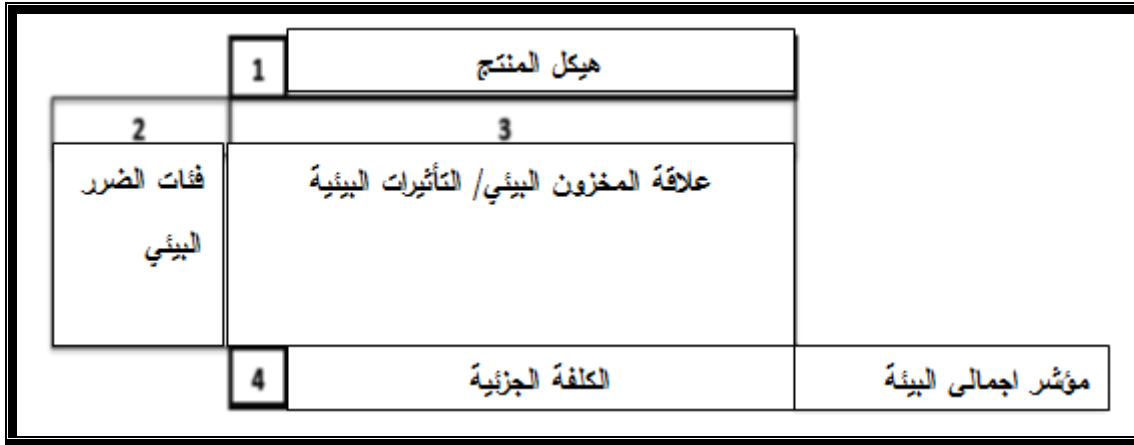 1 هيكل المنتج
2 3
فئات الضرر
البيئي
علاقة المخزون البيئي/ التأثيرات البيئية
4 الكلفة الجزئية مؤشر اجمالى البيئة